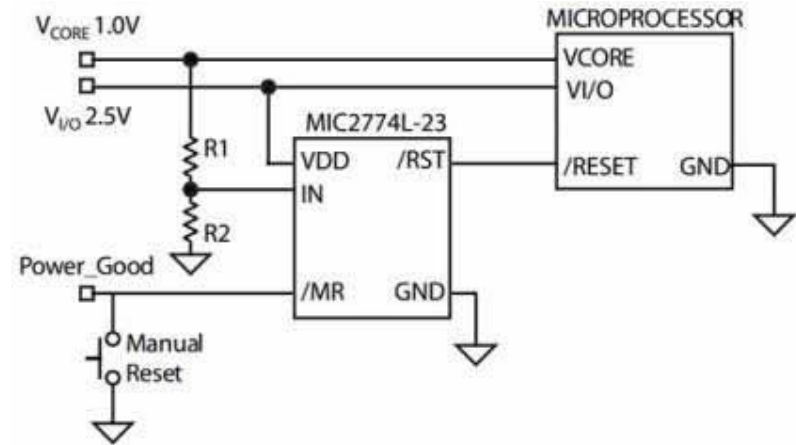 MICROPROCESSOR
VCORE 1.0V
VCORE
VI/O
VI/O 2.5V
MIC2774L-23
R1
VDD
/RST
/RESET
GND
IN
R2
Power_Good
/MR
GND
Manual
Reset